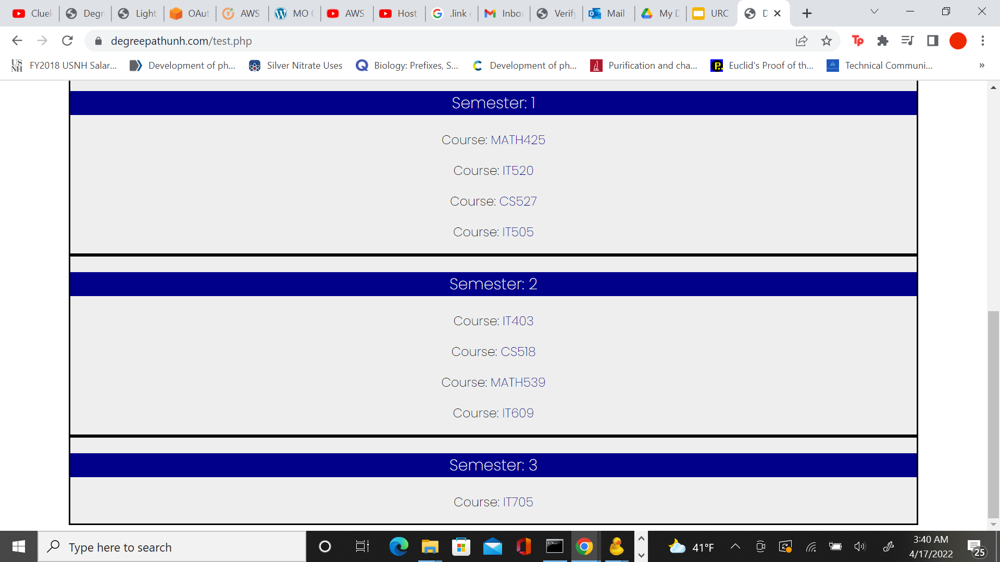 Cluel
Degr
Light
OAut
AWS
MO
AWS
Host
.link
Inbo
Verify
Mail
My D
URC
D
degreepathunh.com/test.php
Tp
US NH FY2018 USNH Salar...
Development of ph...
Silver Nitrate Uses
Biology: Prefixes, S...
Development of ph...
Purification and cha...
Euclid's Proof of th...
Technical Communi...
»
Semester: 1
Course: MATH425
Course: IT520
Course: CS527
Course: IT505
Semester: 2
Course: IT403
Course: CS518
Course: MATH539
Course: IT609
Semester: 3
Course: IT705
Type here to search
41°F
3:40 AM
4/17/2022
25